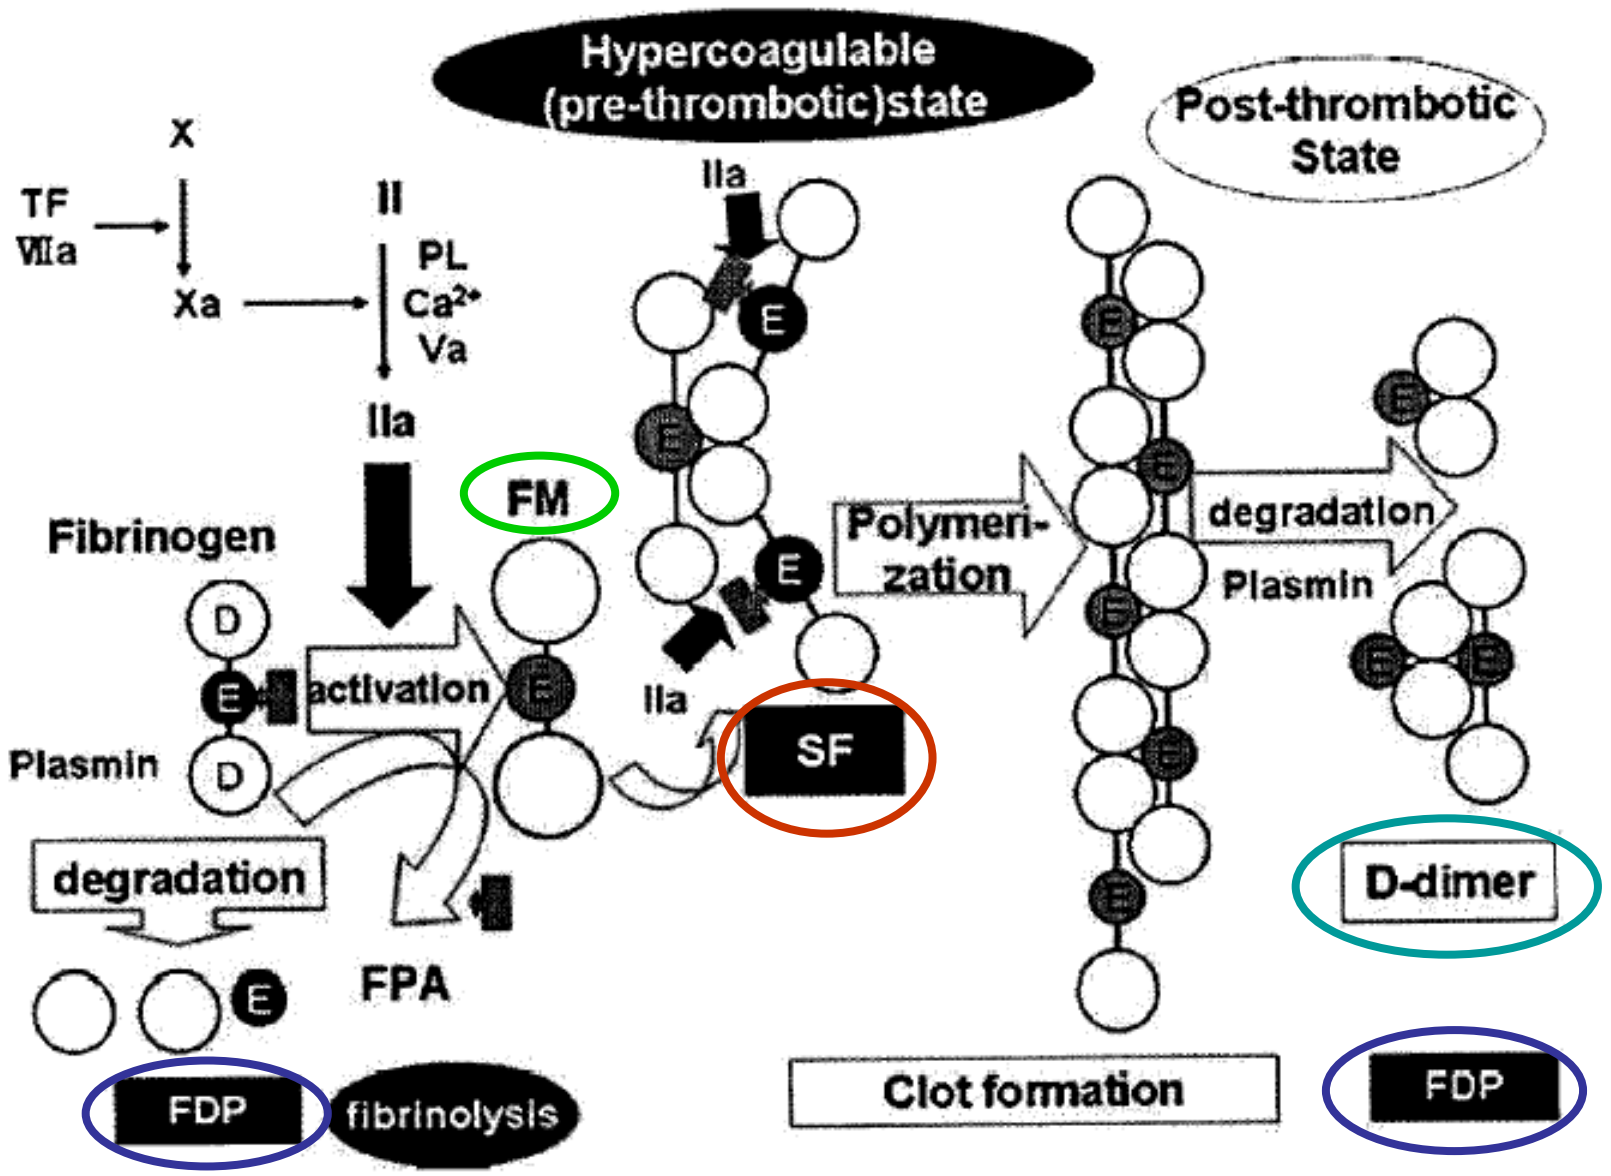 Hypercoagulable
(pre-thrombotic)state
Post-thrombotic
State
X
TF
VIIa
Xa
II
PL
Ca²⁺
Va
IIa
IIa
E
E
E
IIa
FM
Fibrinogen
D
E
D
activation
E
Plasmin
degradation
E
FPA
FDP
fibrinolysis
SF
Polymeri-
zation
E
E
E
E
E
degradation
Plasmin
E
E
E
D-dimer
Clot formation
FDP